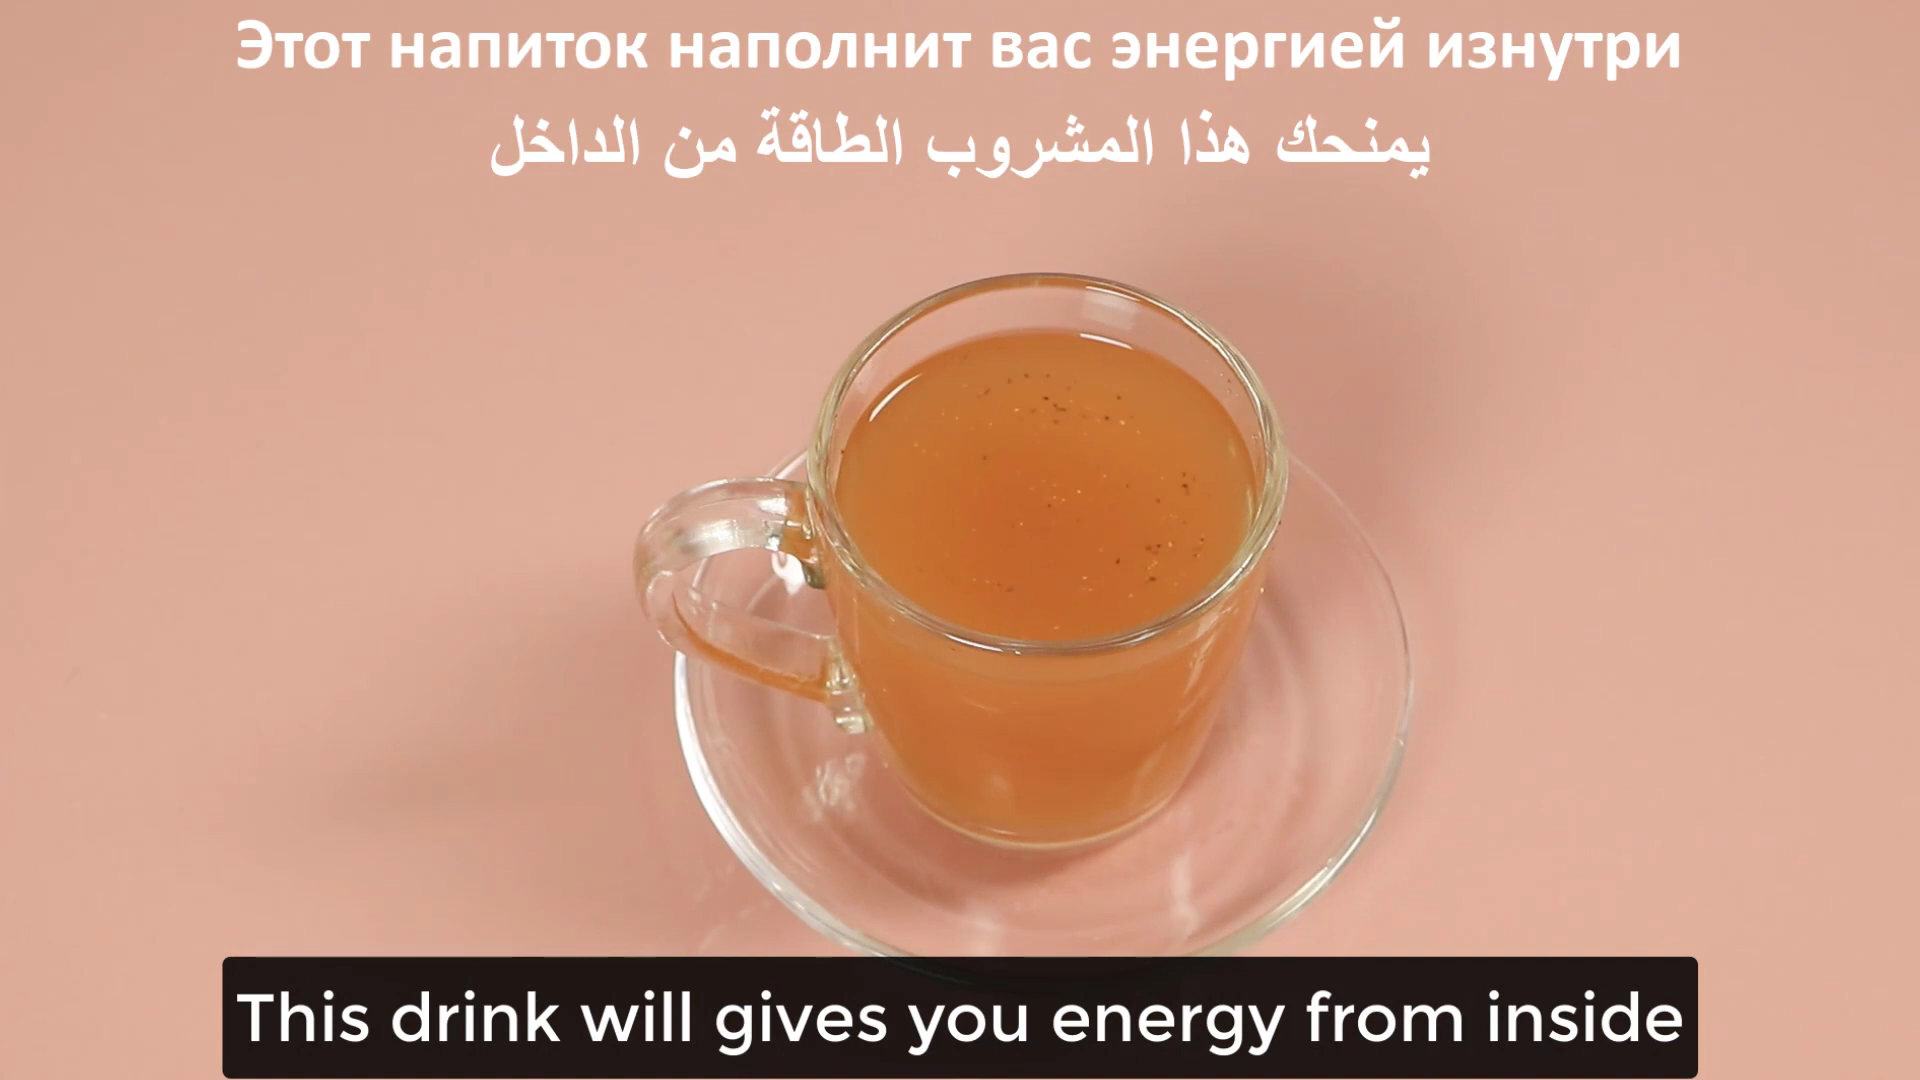 Этот напиток наполнит вас энергией изнутри
يمنحك هذا المشروب الطاقة من الداخل
This drink will gives you energy from inside